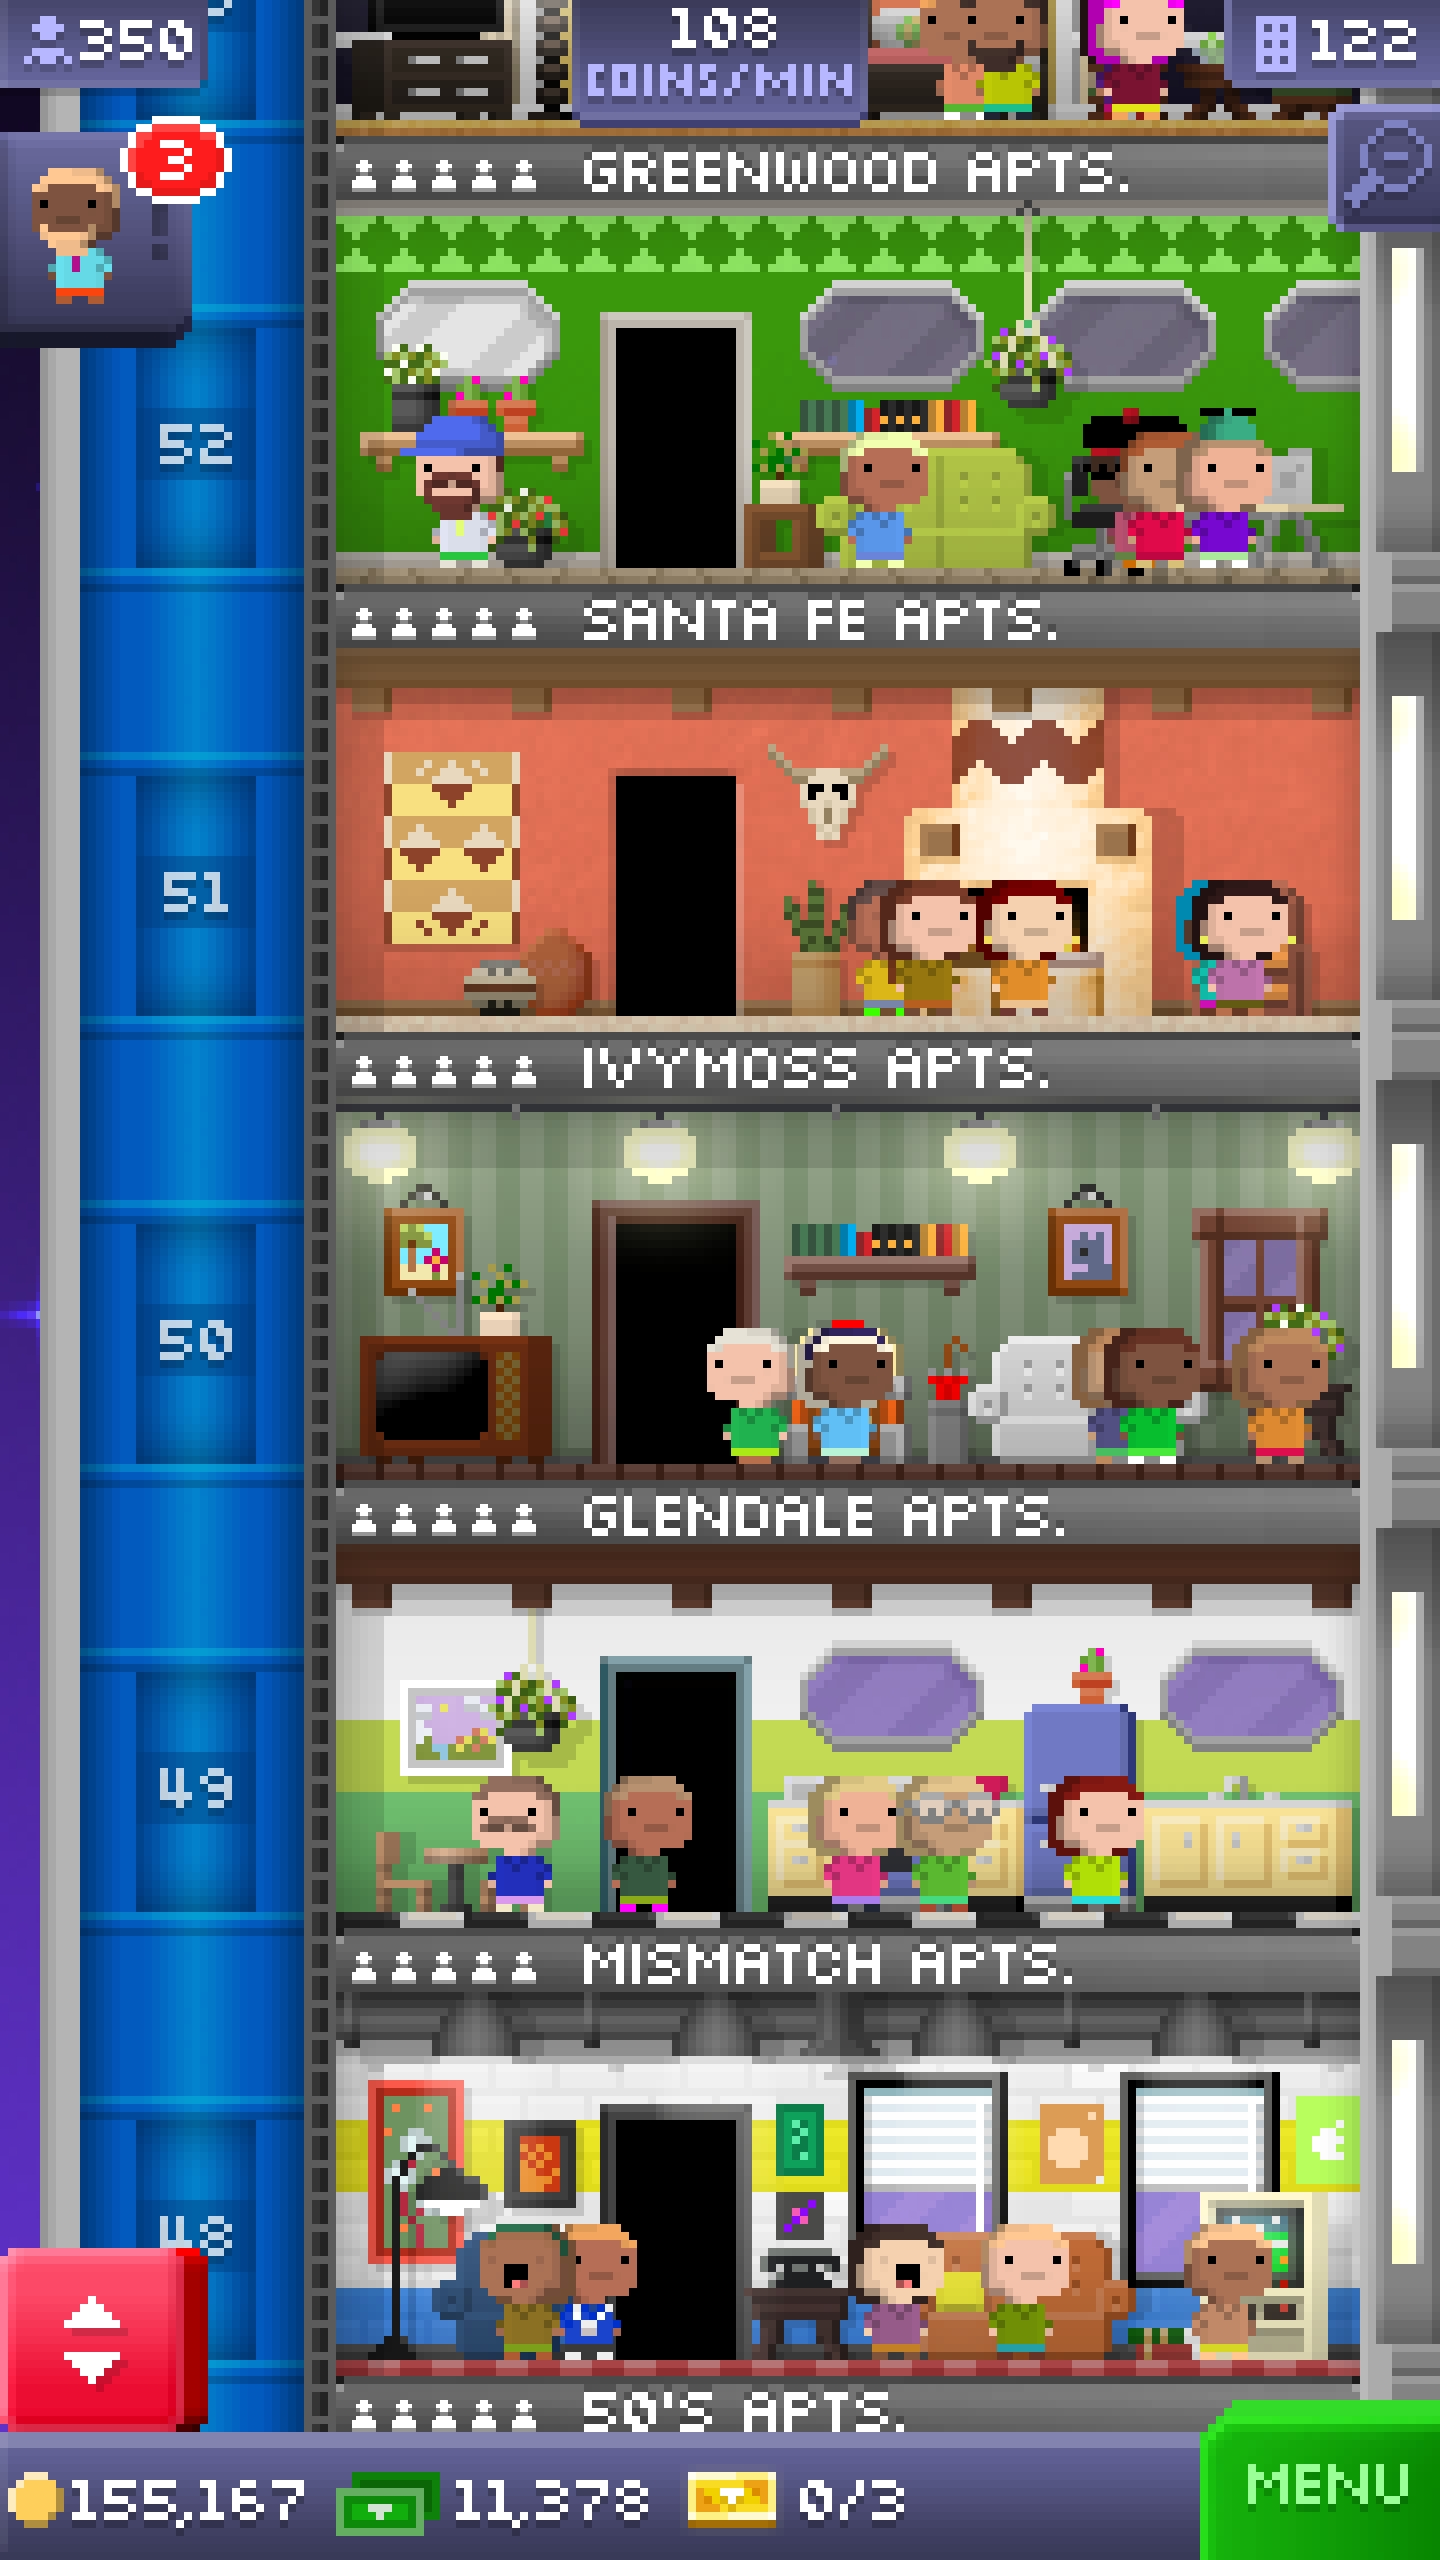 350
108
COINS/MIN
122
3
GREENWOOD APTS.
52
SANTA FE APTS.
51
IVYMOSS APTS.
50
GLENDALE APTS.
49
MISMATCH APTS.
48
50'S APTS.
155,167
11,378
0/3
MENU